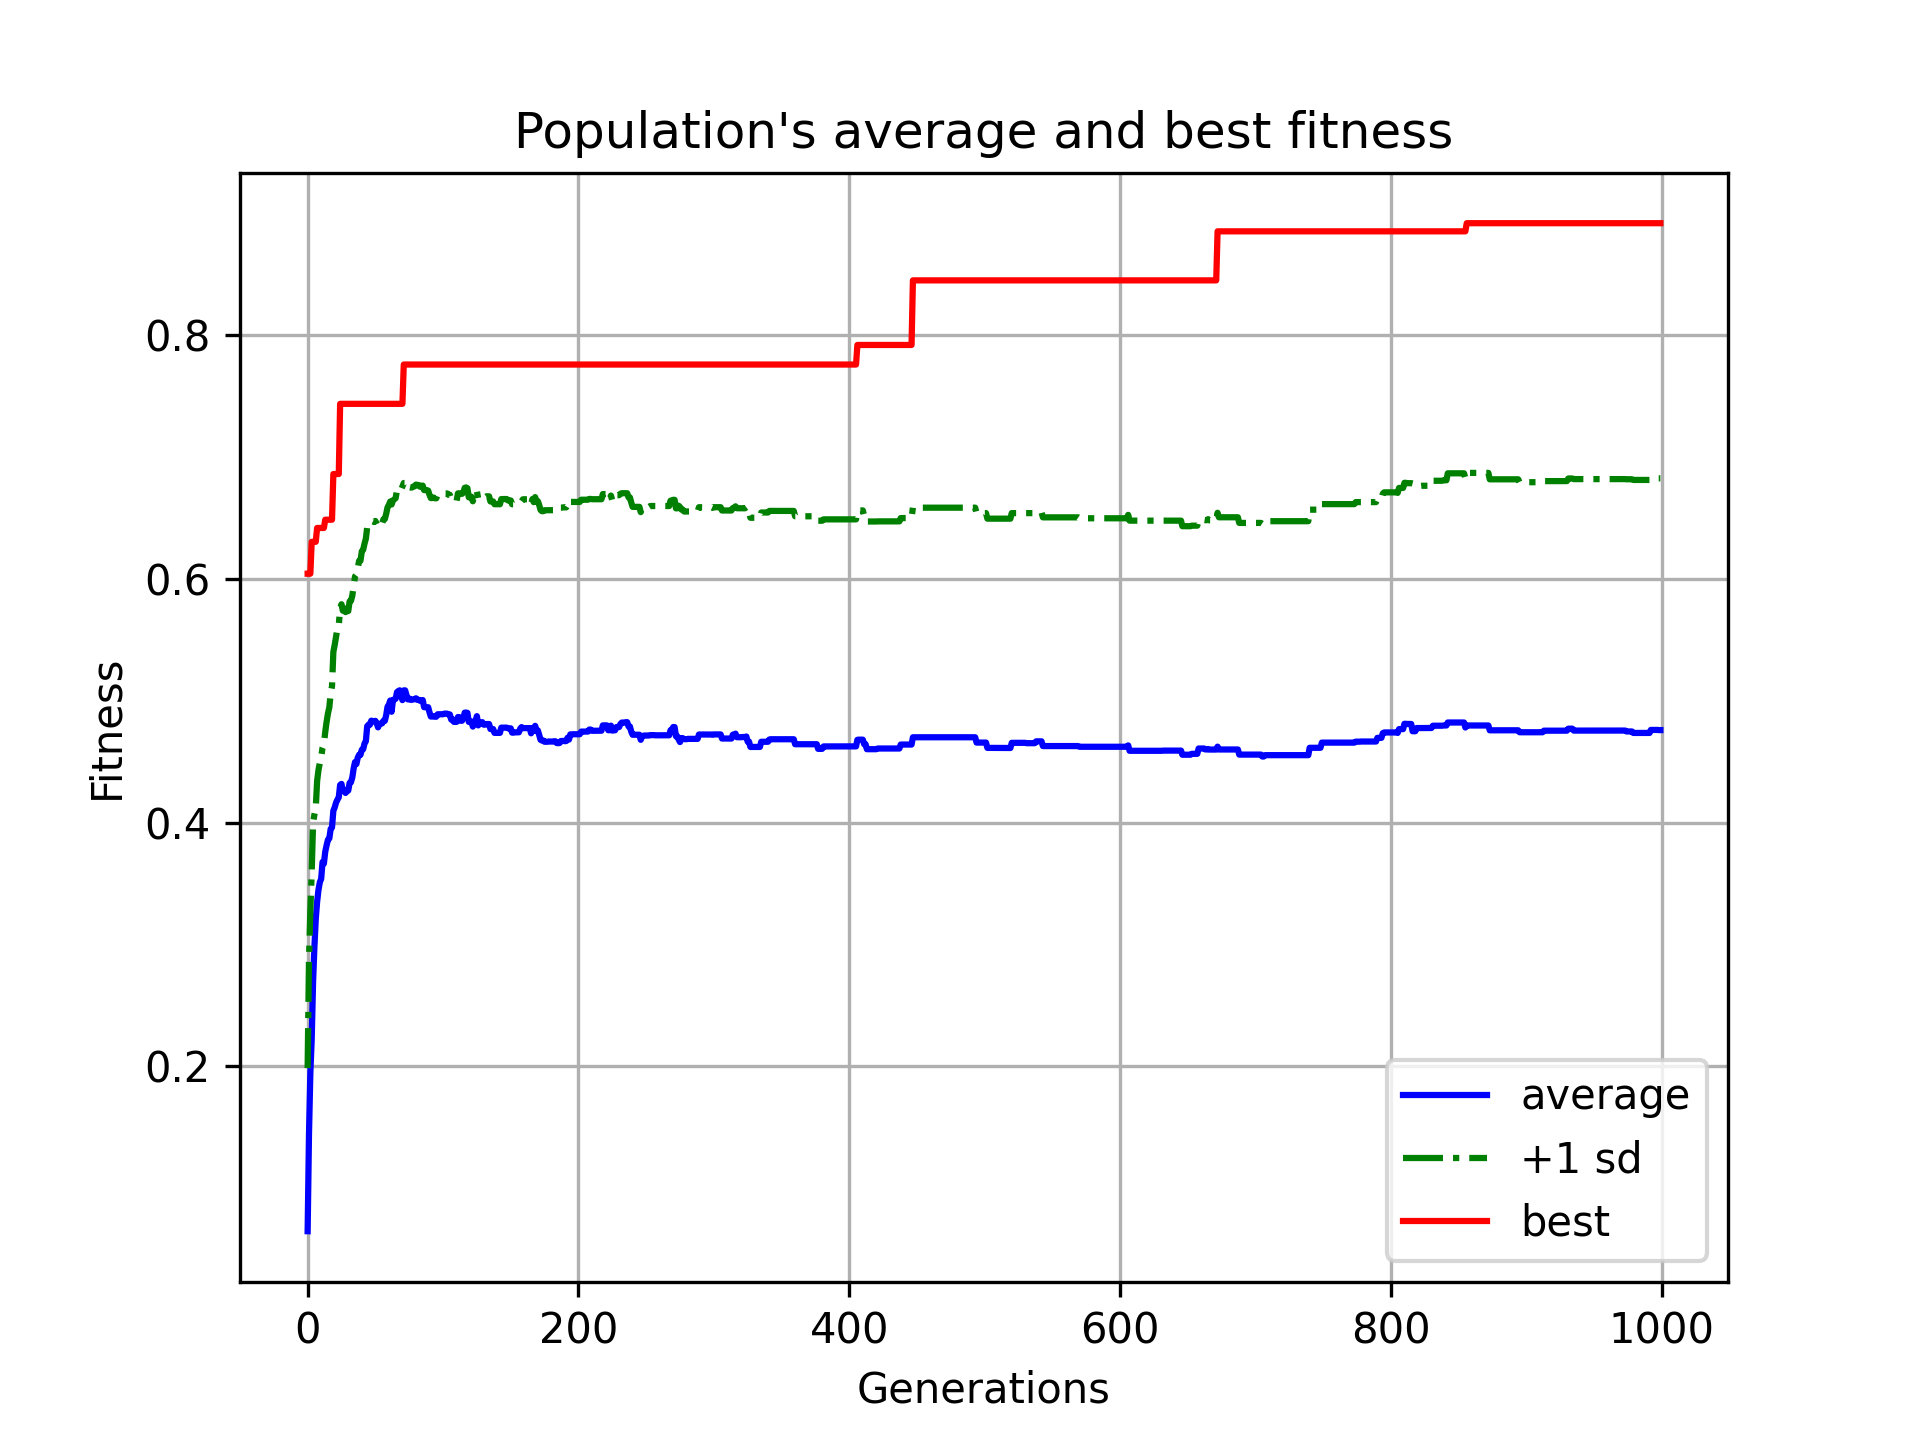 Population's average and best fitness
Fitness
0.8
0.6
0.4
0.2
0 200 400 600 800 1000
Generations
average
+1 sd
best